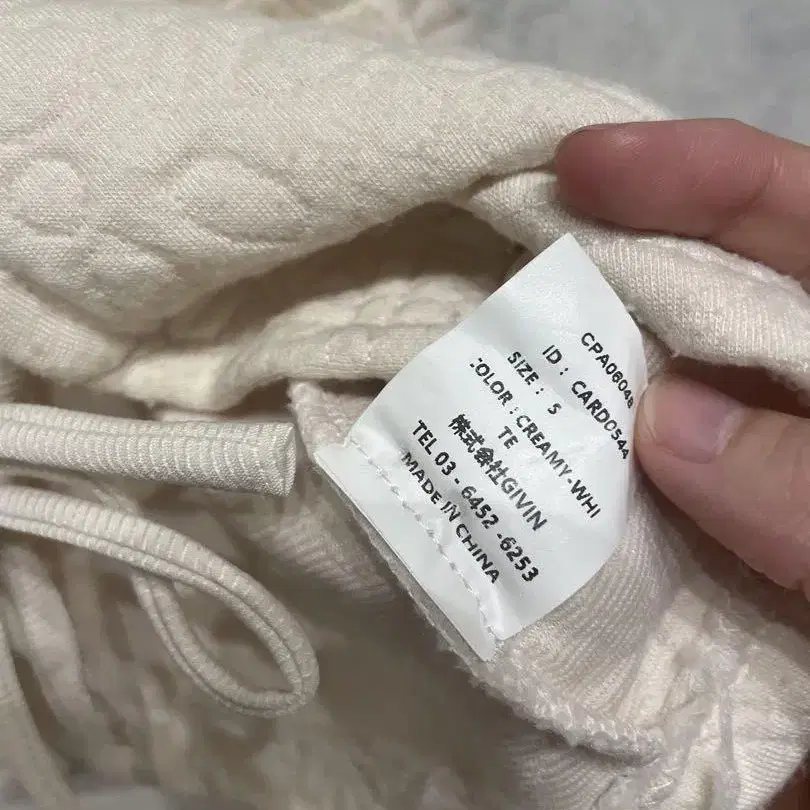 CPA06048
ID : CARD0544
SIZE : S
COLOR : CREAMY-WHI
TE
株式会社GIVIN
TEL 03 - 6452 -6253
MADE IN CHINA